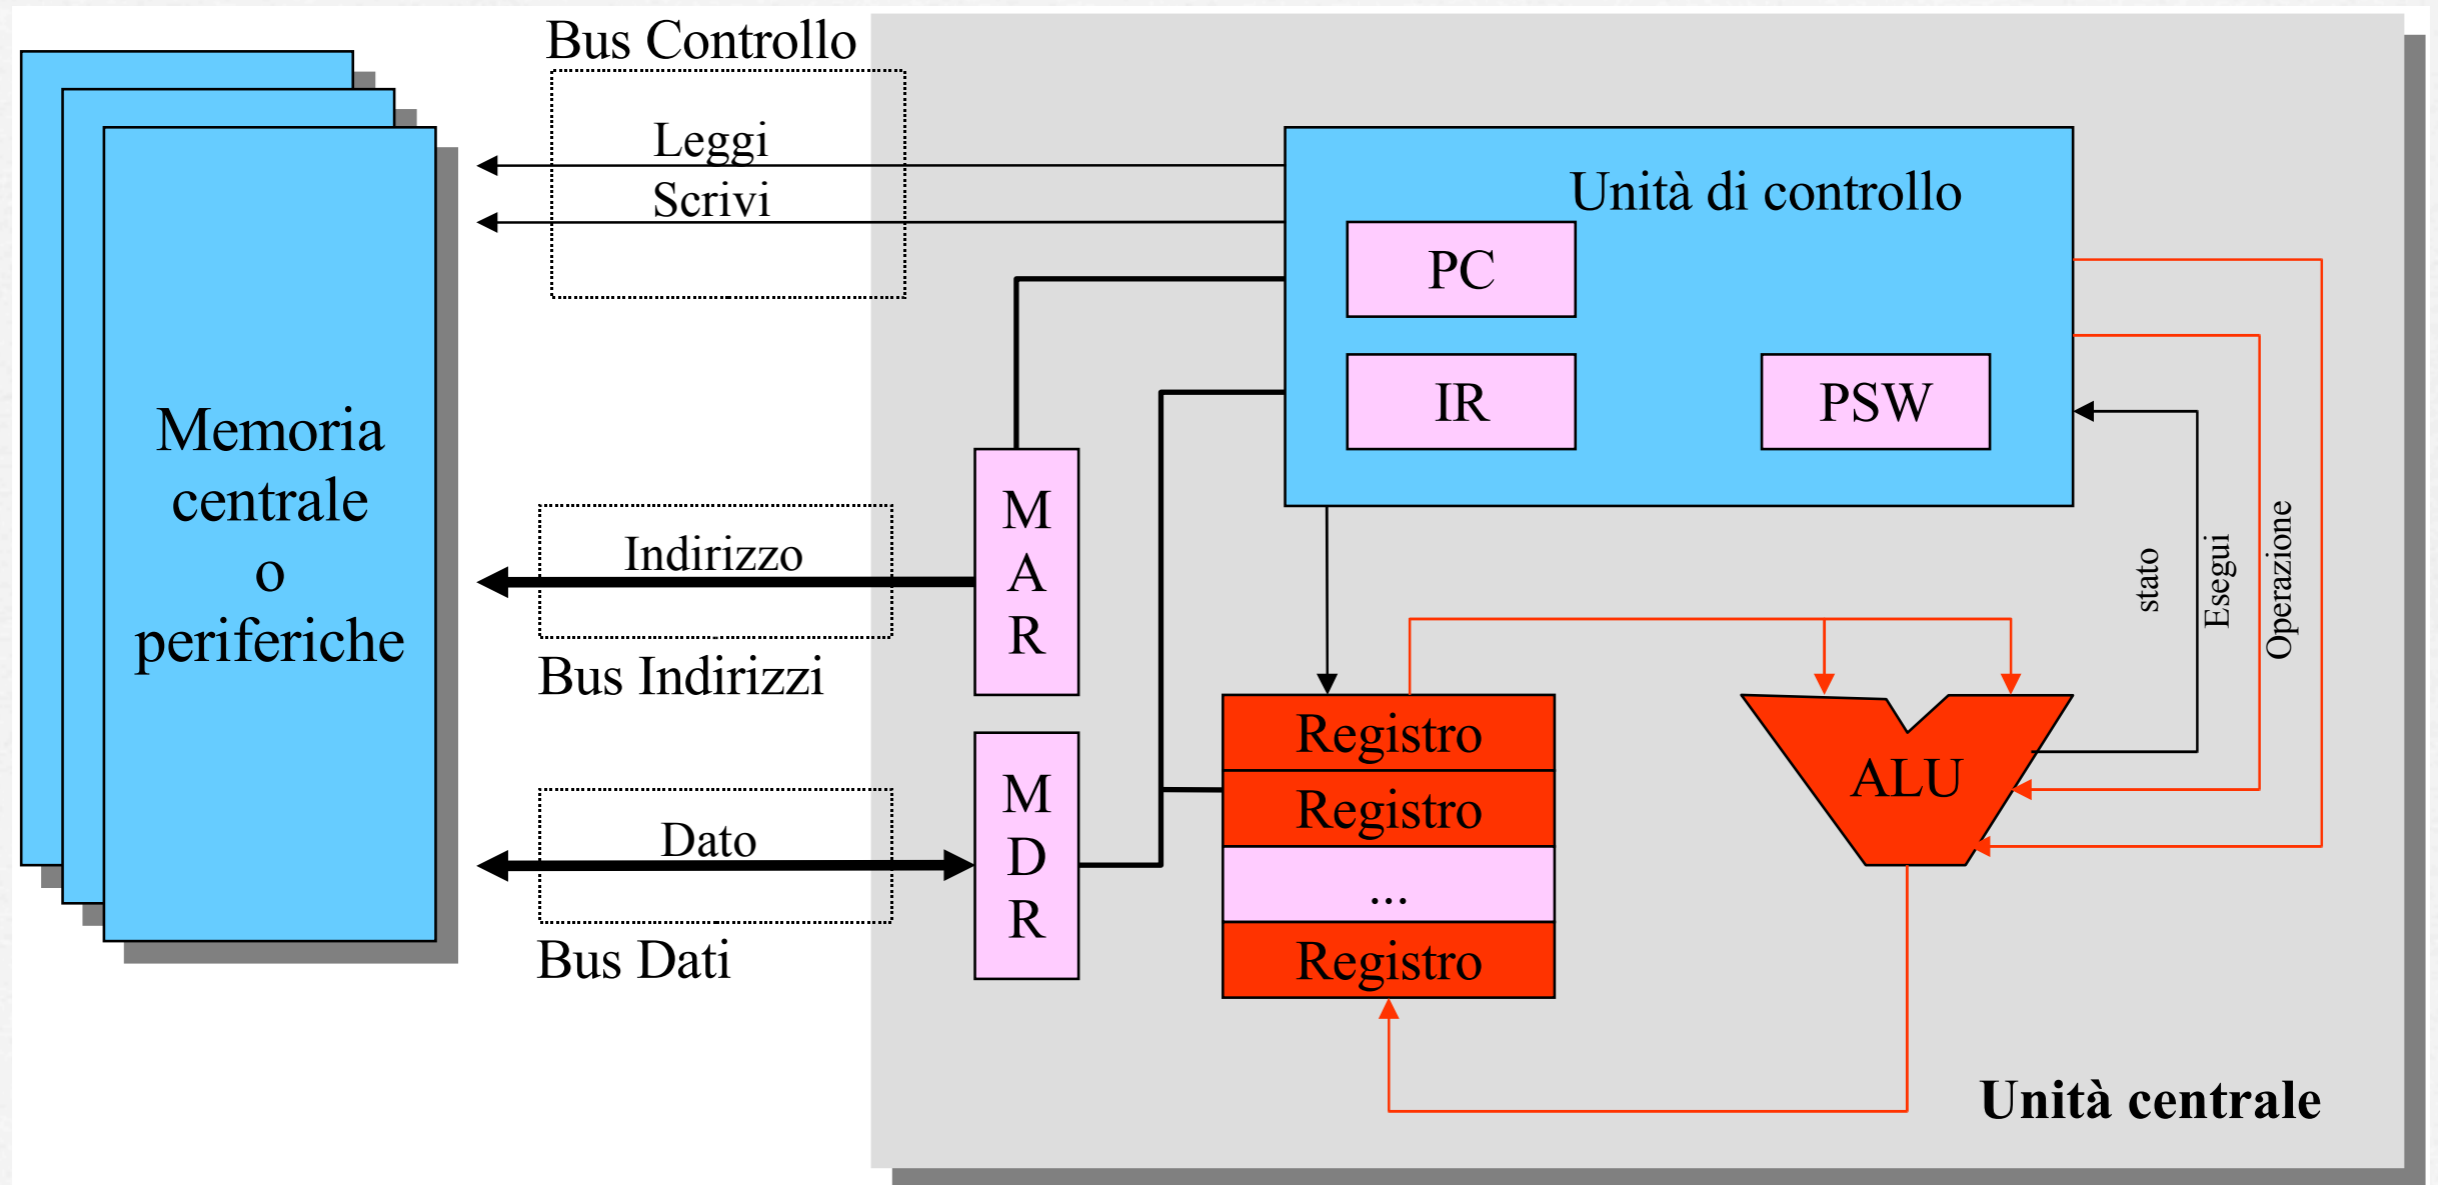 Bus Controllo
Leggi
Scrivi
Unità di controllo
PC
IR
PSW
Memoria
centrale
o
periferiche
M
A
R
Indirizzo
Bus Indirizzi
stato
Esegui
Operazione
M
D
R
Dato
Bus Dati
Registro
Registro
...
Registro
ALU
Unità centrale